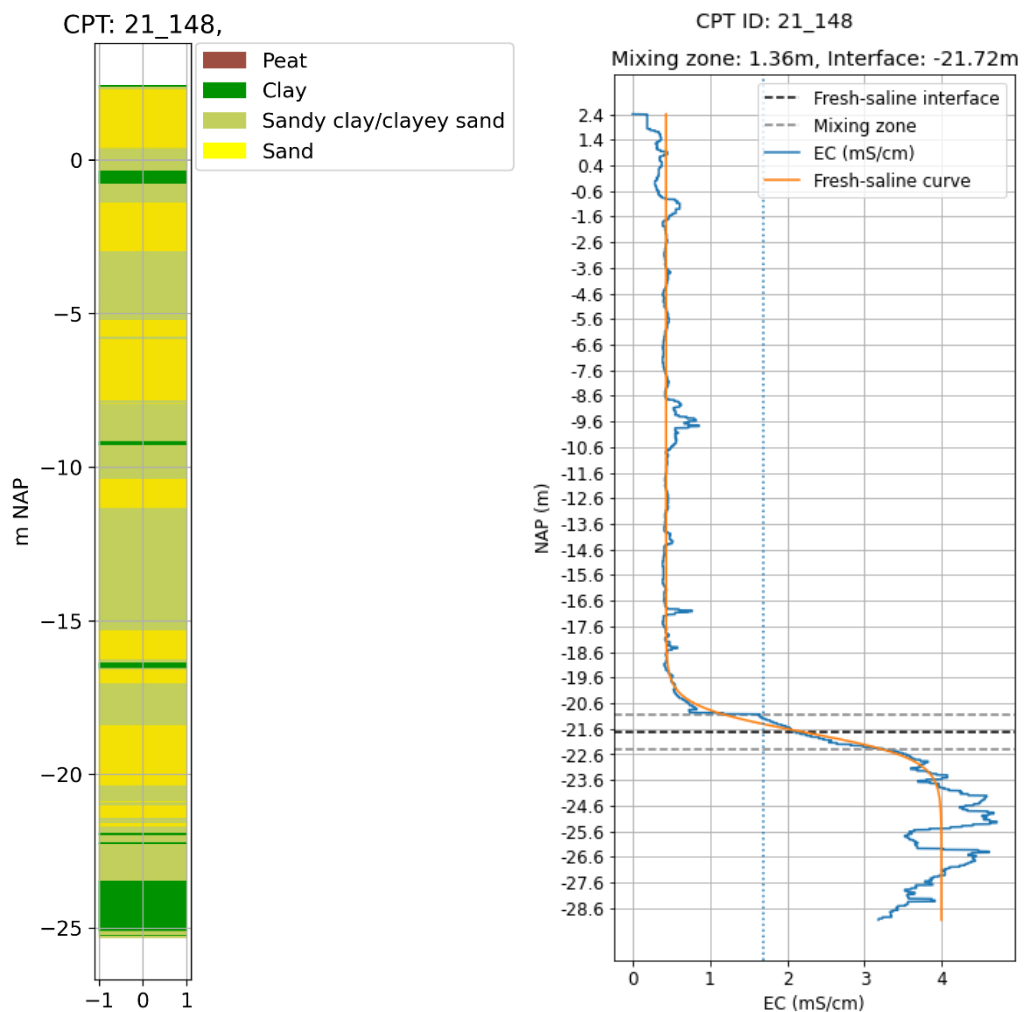 CPT: 21_148,
Peat
Clay
Sandy clay/clayey sand
Sand
0
−5
−10
−15
−20
−25
m NAP
−1 0 1
CPT ID: 21_148
Mixing zone: 1.36m, Interface: -21.72m
Fresh-saline interface
Mixing zone
EC (mS/cm)
Fresh-saline curve
2.4
1.4
0.4
-0.6
-1.6
-2.6
-3.6
-4.6
-5.6
-6.6
-7.6
-8.6
-9.6
-10.6
-11.6
-12.6
-13.6
-14.6
-15.6
-16.6
-17.6
-18.6
-19.6
-20.6
-21.6
-22.6
-23.6
-24.6
-25.6
-26.6
-27.6
-28.6
NAP (m)
0 1 2 3 4
EC (mS/cm)